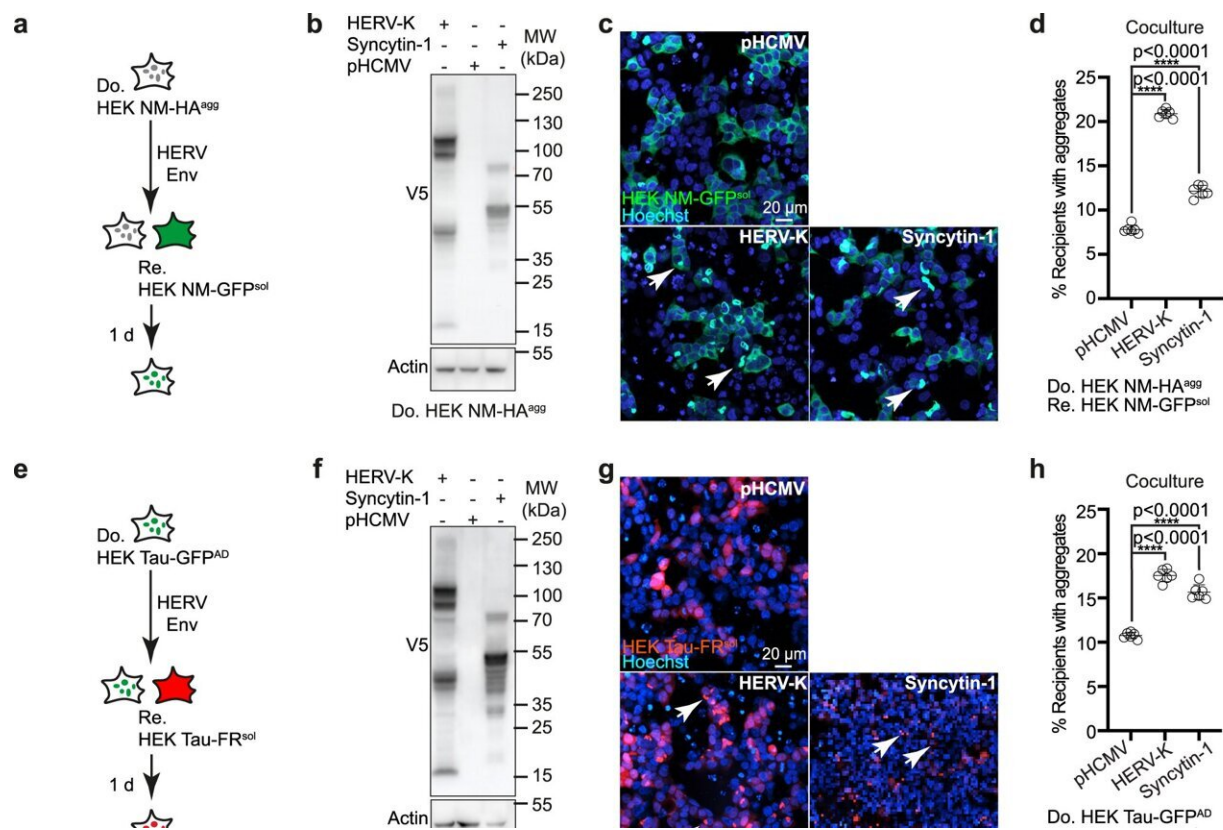 a
Do.
HEK NM-HAᵃᵍᵍ
HERV
Env
Re.
HEK NM-GFPˢᵒˡ
1 d
b
HERV-K + - -
Syncytin-1 - - +
pHCMV - + -
MW
(kDa)
V5
250
130
100
70
55
35
25
15
55
Actin
Do. HEK NM-HAᵃᵍᵍ
c
pHCMV
HEK NM-GFPˢᵒˡ
Hoechst
20 µm
HERV-K
Syncytin-1
d
Coculture
p<0.0001
****
p<0.0001
****
% Recipients with aggregates
25
20
15
10
5
0
pHCMV
HERV-K
Syncytin-1
Do. HEK NM-HAᵃᵍᵍ
Re. HEK NM-GFPˢᵒˡ
e
Do.
HEK Tau-GFPᴬᴰ
HERV
Env
Re.
HEK Tau-FRˢᵒˡ
1 d
f
HERV-K + - -
Syncytin-1 - - +
pHCMV - + -
MW
(kDa)
V5
250
130
100
70
55
35
25
15
55
Actin
g
pHCMV
HEK Tau-FRˢᵒˡ
Hoechst
20 µm
HERV-K
Syncytin-1
h
Coculture
p<0.0001
****
p<0.0001
****
% Recipients with aggregates
25
20
15
10
5
0
pHCMV
HERV-K
Syncytin-1
Do. HEK Tau-GFPᴬᴰ